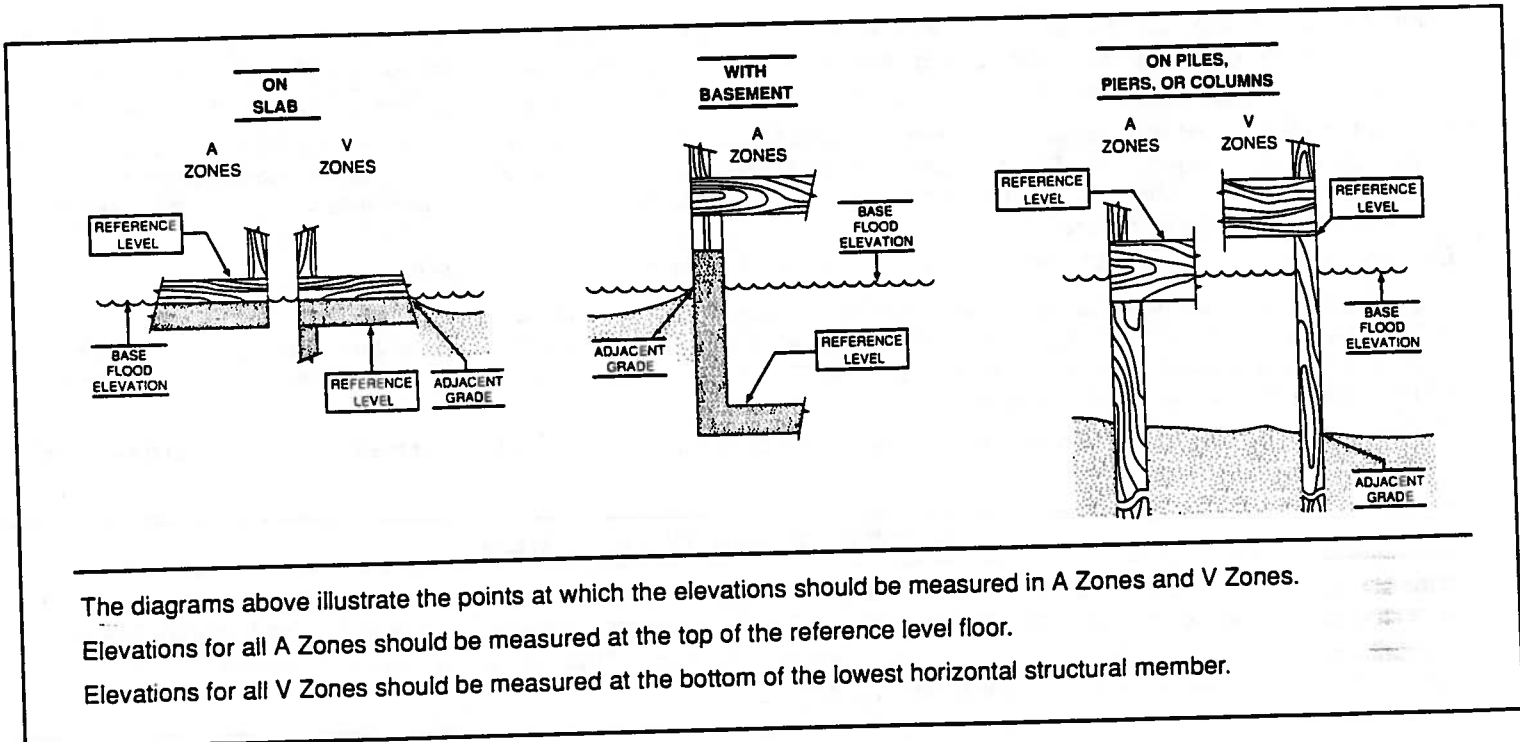 ON
SLAB
A
ZONES
V
ZONES
REFERENCE
LEVEL
BASE
FLOOD
ELEVATION
REFERENCE
LEVEL
ADJACENT
GRADE
WITH
BASEMENT
A
ZONES
BASE
FLOOD
ELEVATION
ADJACENT
GRADE
REFERENCE
LEVEL
ON PILES,
PIERS, OR COLUMNS
A
ZONES
V
ZONES
REFERENCE
LEVEL
REFERENCE
LEVEL
BASE
FLOOD
ELEVATION
ADJACENT
GRADE
The diagrams above illustrate the points at which the elevations should be measured in A Zones and V Zones.
Elevations for all A Zones should be measured at the top of the reference level floor.
Elevations for all V Zones should be measured at the bottom of the lowest horizontal structural member.